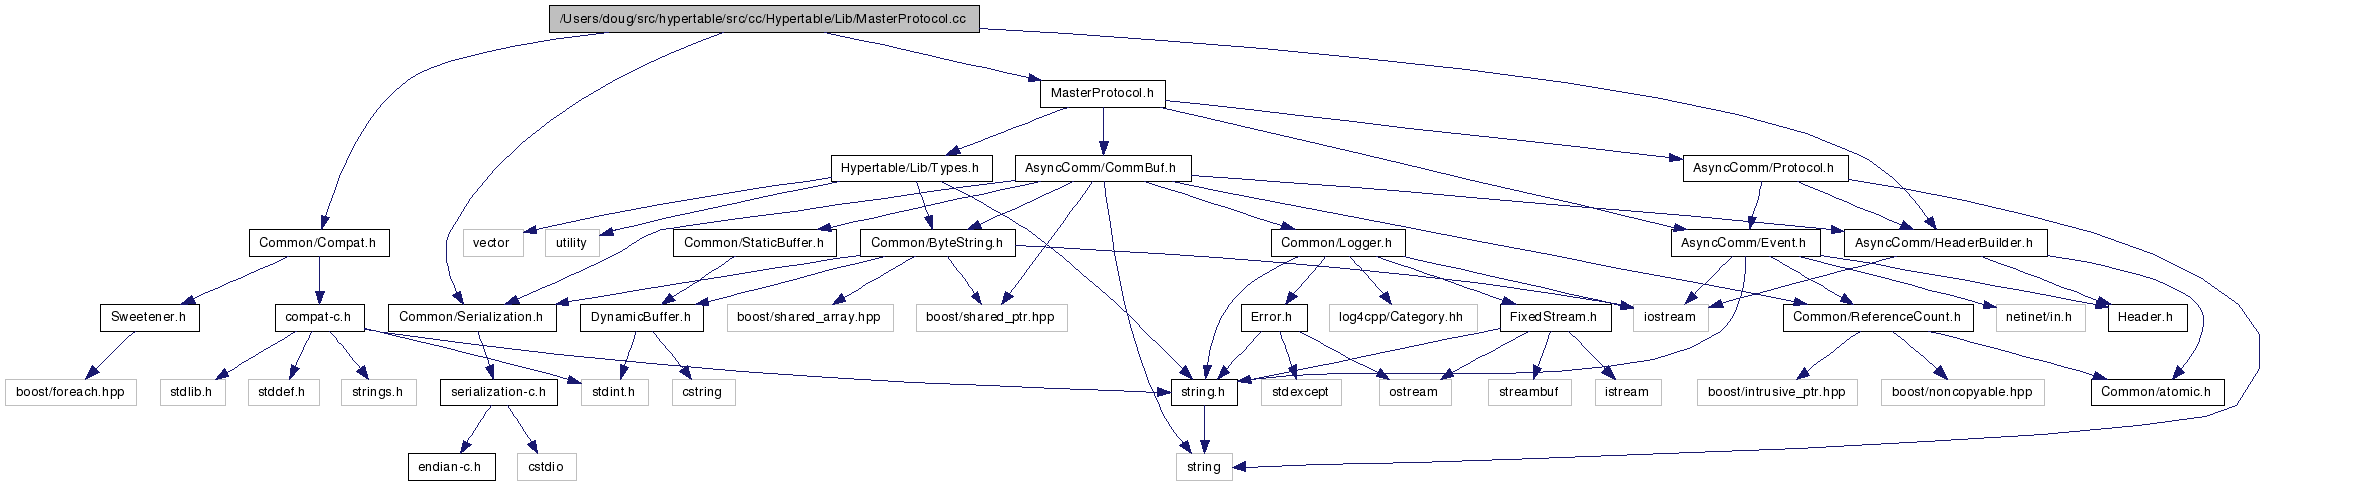 /Users/doug/src/hypertable/src/cc/Hypertable/Lib/MasterProtocol.cc
MasterProtocol.h
Hypertable/Lib/Types.h
AsyncComm/CommBuf.h
AsyncComm/Protocol.h
Common/Compat.h
vector
utility
Common/StaticBuffer.h
Common/ByteString.h
Common/Logger.h
AsyncComm/Event.h
AsyncComm/HeaderBuilder.h
Sweetener.h
compat-c.h
Common/Serialization.h
DynamicBuffer.h
boost/shared_array.hpp
boost/shared_ptr.hpp
Error.h
log4cpp/Category.hh
FixedStream.h
iostream
Common/ReferenceCount.h
netinet/in.h
Header.h
boost/foreach.hpp
stdlib.h
stddef.h
strings.h
serialization-c.h
stdint.h
cstring
string.h
stdexcept
ostream
streambuf
istream
boost/intrusive_ptr.hpp
boost/noncopyable.hpp
Common/atomic.h
endian-c.h
cstdio
string